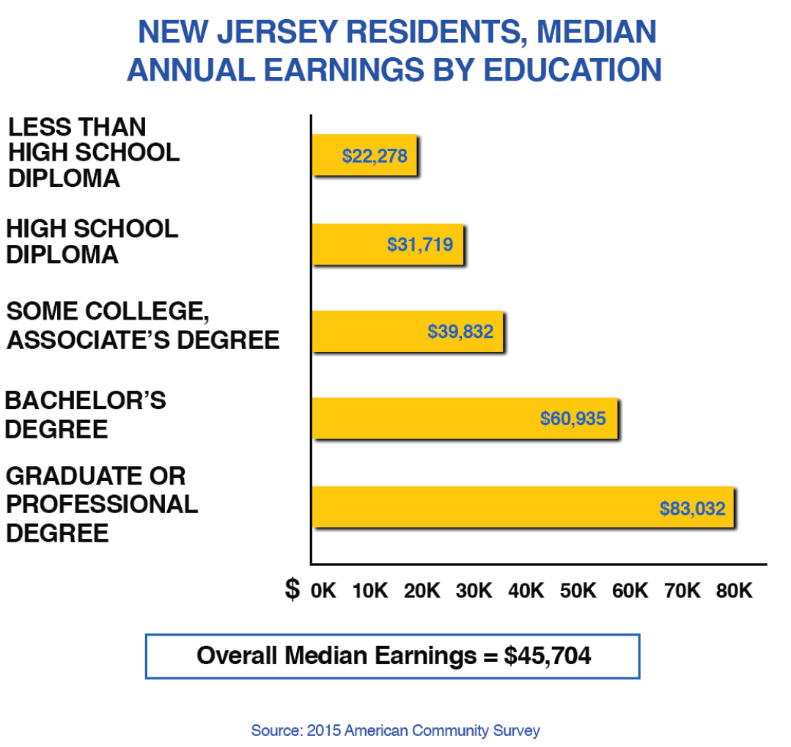 NEW JERSEY RESIDENTS, MEDIAN
ANNUAL EARNINGS BY EDUCATION
LESS THAN
HIGH SCHOOL
DIPLOMA
$22,278
HIGH SCHOOL
DIPLOMA
$31,719
SOME COLLEGE,
ASSOCIATE’S DEGREE
$39,832
BACHELOR’S
DEGREE
$60,935
GRADUATE OR
PROFESSIONAL
DEGREE
$83,032
$ 0K 10K 20K 30K 40K 50K 60K 70K 80K
Overall Median Earnings = $45,704
Source: 2015 American Community Survey